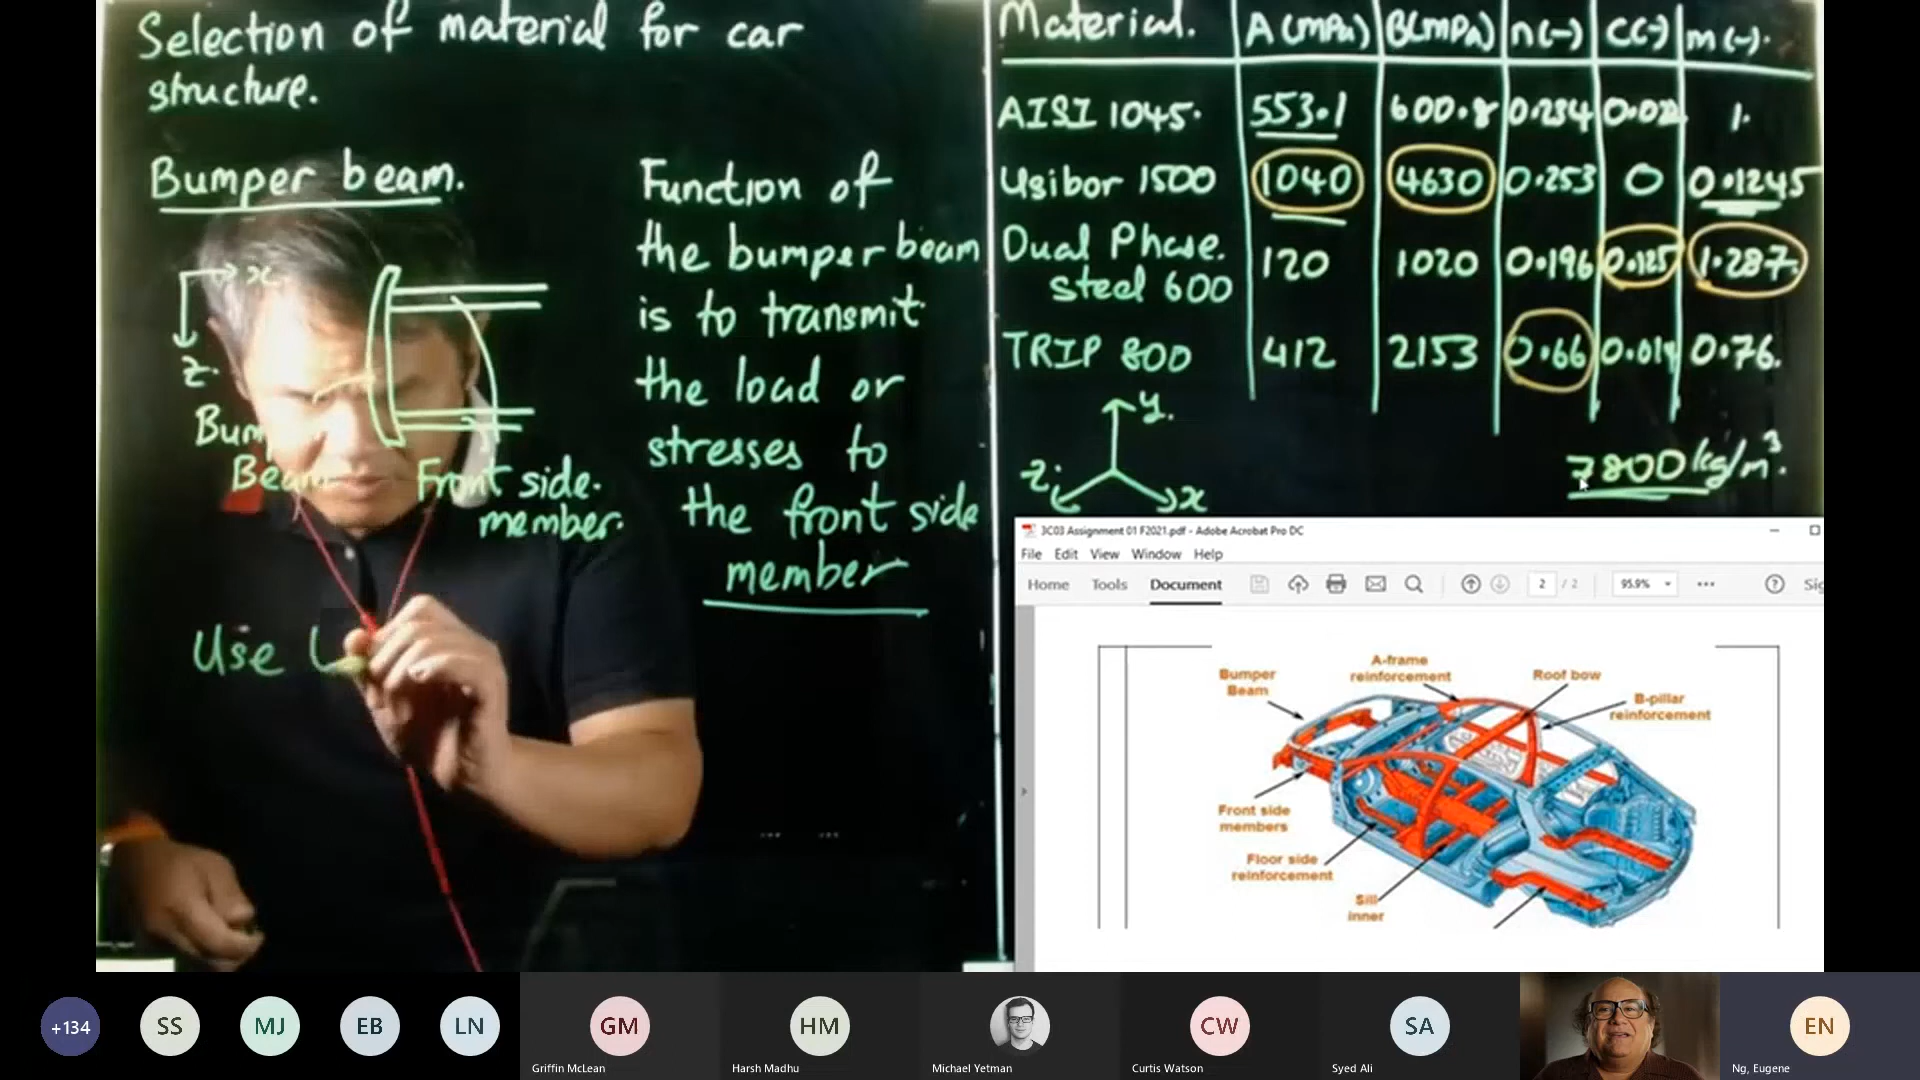 Selection of material for car
structure.
Bumper beam.
x
z.
Beam
Front side.
member.
Function of
the bumper beam
is to transmit
the load or
stresses to
the front side
member
Use
Material. A (MPa) B(MPa) n(-) C(-) m(-).
AISI 1045. 553.1 600.8 0.234 1.
Usibor 1500 1040 4630 0.253 0 0.1245
Dual Phase.
steel 600 120 1020 0.196 0.125 1.287.
TRIP 800 412 2153 0.66 0.76.
y.
z.
x
7800 kg/m³.
3C03 Assignment 01 F2021.pdf - Adobe Acrobat Pro DC
File Edit View Window Help
Home Tools Document 2 / 2 95.9%
Bumper
Beam
A-frame
reinforcement
Roof bow
B-pillar
reinforcement
Front side
members
Floor side
reinforcement
Sill
inner
+134 SS MJ EB LN GM HM CW SA EN
Griffin McLean Harsh Madhu Michael Yetman Curtis Watson Syed Ali Ng, Eugene